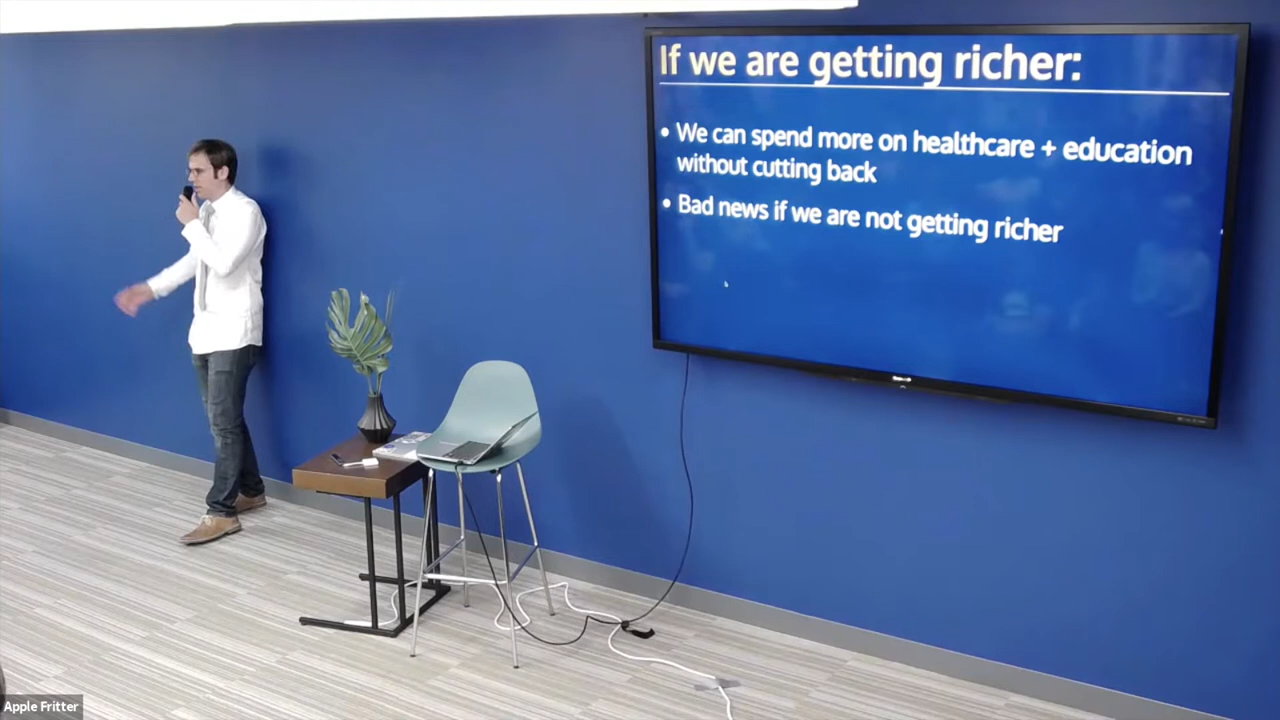 If we are getting richer:
• We can spend more on healthcare + education
without cutting back
• Bad news if we are not getting richer
Apple Fritter